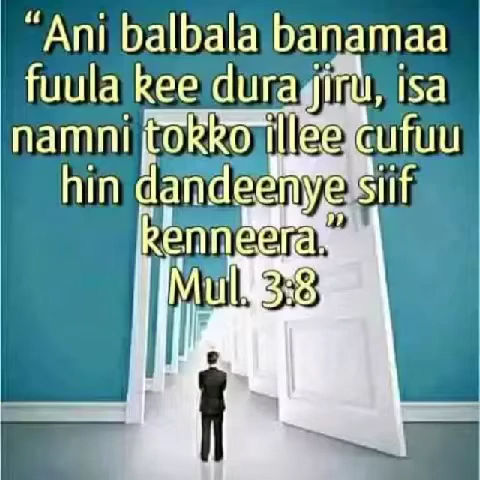 “Ani balbala banamaa
fuula kee dura jiru, isa
namni tokko illee cufuu
hin dandeenye siif
kenneera.”
Mul. 3:8